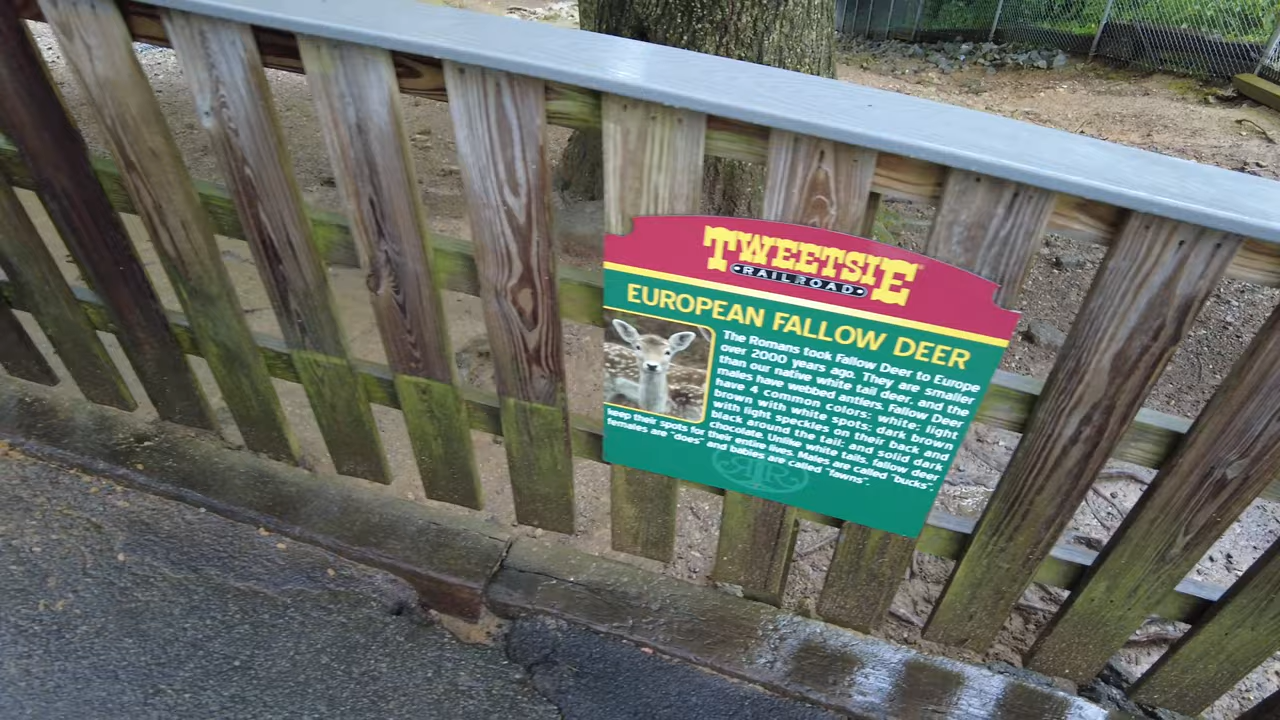 TWEETSIE
RAILROAD
EUROPEAN FALLOW DEER
The Romans took Fallow Deer to Europe
over 2000 years ago. They are smaller
than our native white tail deer, and the
males have webbed antlers. Fallow Deer
have 4 common colors: white; light
brown with white spots; dark brown
with light speckles on their back and
black around the tail; and solid dark
chocolate. Unlike white tails, fallow deer
keep their spots for their entire lives. Males are called "bucks",
females are "does" and babies are called "fawns".